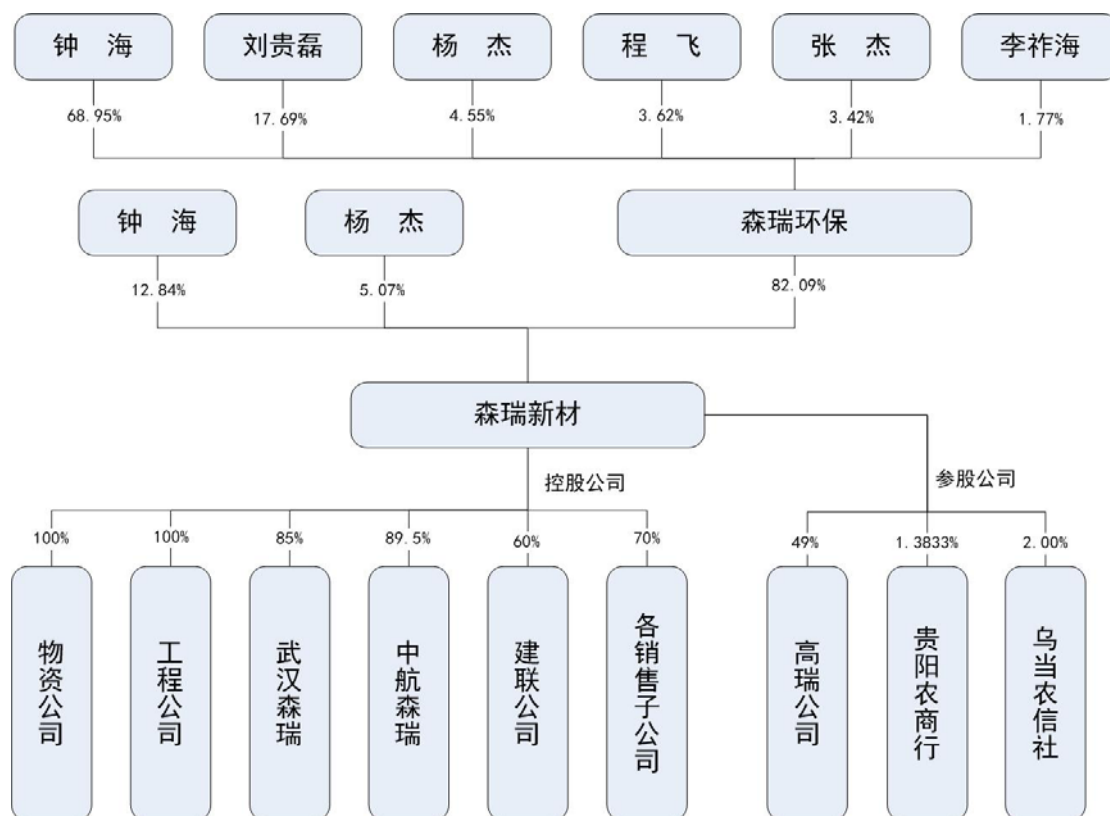 钟 海
刘贵磊
杨 杰
程 飞
张 杰
李祚海
68.95%
17.69%
4.55%
3.62%
3.42%
1.77%
钟 海
杨 杰
森瑞环保
12.84%
5.07%
82.09%
森瑞新材
控股公司
参股公司
100%
100%
85%
89.5%
60%
70%
49%
1.3833%
2.00%
物资公司
工程公司
武汉森瑞
中航森瑞
建联公司
各销售子公司
高瑞公司
贵阳农商行
乌当农信社